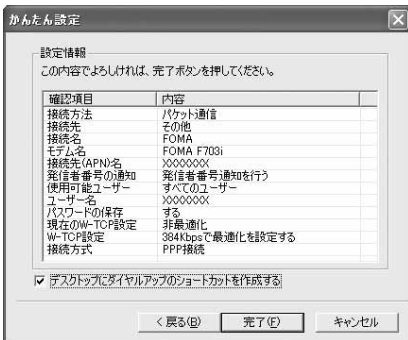 かんたん設定
設定情報
この内容でよろしければ、完了ボタンを押してください。
確認項目 内容
接続方法 パケット通信
接続先 その他
接続名 FOMA
モデム名 FOMA F703i
接続先(APN)名 XXXXXXXX
発信者番号の通知 発信者番号通知を行う
使用可能ユーザー すべてのユーザー
ユーザー名 XXXXXXXX
パスワードの保存 する
現在のW-TCP設定 非最適化
W-TCP設定 384Kbpsで最適化を設定する
接続方式 PPP接続
デスクトップにダイヤルアップのショートカットを作成する
< 戻る(B) 完了(F) キャンセル